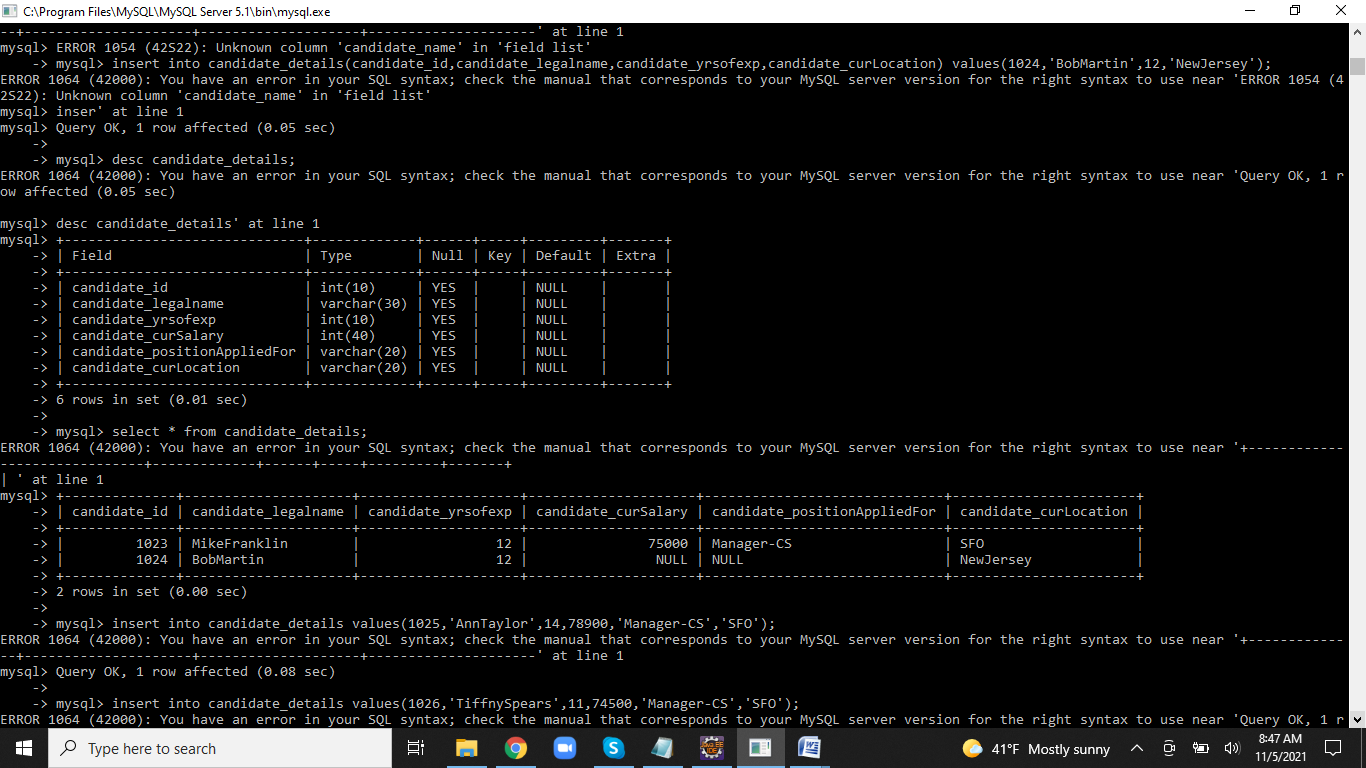 C:\Program Files\MySQL\MySQL Server 5.1\bin\mysql.exe
--+---------------------+---------------------+---------------------' at line 1
mysql> ERROR 1054 (42S22): Unknown column 'candidate_name' in 'field list'
    -> mysql> insert into candidate_details(candidate_id,candidate_legalname,candidate_yrsofexp,candidate_curLocation) values(1024,'BobMartin',12,'NewJersey');
ERROR 1064 (42000): You have an error in your SQL syntax; check the manual that corresponds to your MySQL server version for the right syntax to use near 'ERROR 1054 (4
2S22): Unknown column 'candidate_name' in 'field list'
mysql> inser' at line 1
mysql> Query OK, 1 row affected (0.05 sec)
    ->
    -> mysql> desc candidate_details;
ERROR 1064 (42000): You have an error in your SQL syntax; check the manual that corresponds to your MySQL server version for the right syntax to use near 'Query OK, 1 r
ow affected (0.05 sec)
mysql> desc candidate_details' at line 1
mysql> +------------------------------+-------------+------+-----+---------+-------+
    -> | Field                        | Type        | Null | Key | Default | Extra |
    -> +------------------------------+-------------+------+-----+---------+-------+
    -> | candidate_id                 | int(10)     | YES  |     | NULL    |       |
    -> | candidate_legalname          | varchar(30) | YES  |     | NULL    |       |
    -> | candidate_yrsofexp           | int(10)     | YES  |     | NULL    |       |
    -> | candidate_curSalary          | int(40)     | YES  |     | NULL    |       |
    -> | candidate_positionAppliedFor | varchar(20) | YES  |     | NULL    |       |
    -> | candidate_curLocation        | varchar(20) | YES  |     | NULL    |       |
    -> +------------------------------+-------------+------+-----+---------+-------+
    -> 6 rows in set (0.01 sec)
    ->
    -> mysql> select * from candidate_details;
ERROR 1064 (42000): You have an error in your SQL syntax; check the manual that corresponds to your MySQL server version for the right syntax to use near '+------------
------------------+-------------+------+-----+---------+-------+
| ' at line 1
mysql> +--------------+---------------------+--------------------+---------------------+------------------------------+-----------------------+
    -> | candidate_id | candidate_legalname | candidate_yrsofexp | candidate_curSalary | candidate_positionAppliedFor | candidate_curLocation |
    -> +--------------+---------------------+--------------------+---------------------+------------------------------+-----------------------+
    -> |         1023 | MikeFranklin        |                 12 |               75000 | Manager-CS                   | SFO                   |
    -> |         1024 | BobMartin           |                 12 |                NULL | NULL                         | NewJersey             |
    -> +--------------+---------------------+--------------------+---------------------+------------------------------+-----------------------+
    -> 2 rows in set (0.00 sec)
    ->
    -> mysql> insert into candidate_details values(1025,'AnnTaylor',14,78900,'Manager-CS','SFO');
ERROR 1064 (42000): You have an error in your SQL syntax; check the manual that corresponds to your MySQL server version for the right syntax to use near '+------------
--+---------------------+--------------------+---------------------' at line 1
mysql> Query OK, 1 row affected (0.08 sec)
    ->
    -> mysql> insert into candidate_details values(1026,'TiffnySpears',11,74500,'Manager-CS','SFO');
ERROR 1064 (42000): You have an error in your SQL syntax; check the manual that corresponds to your MySQL server version for the right syntax to use near 'Query OK, 1 r
Type here to search
41°F Mostly sunny
8:47 AM
11/5/2021